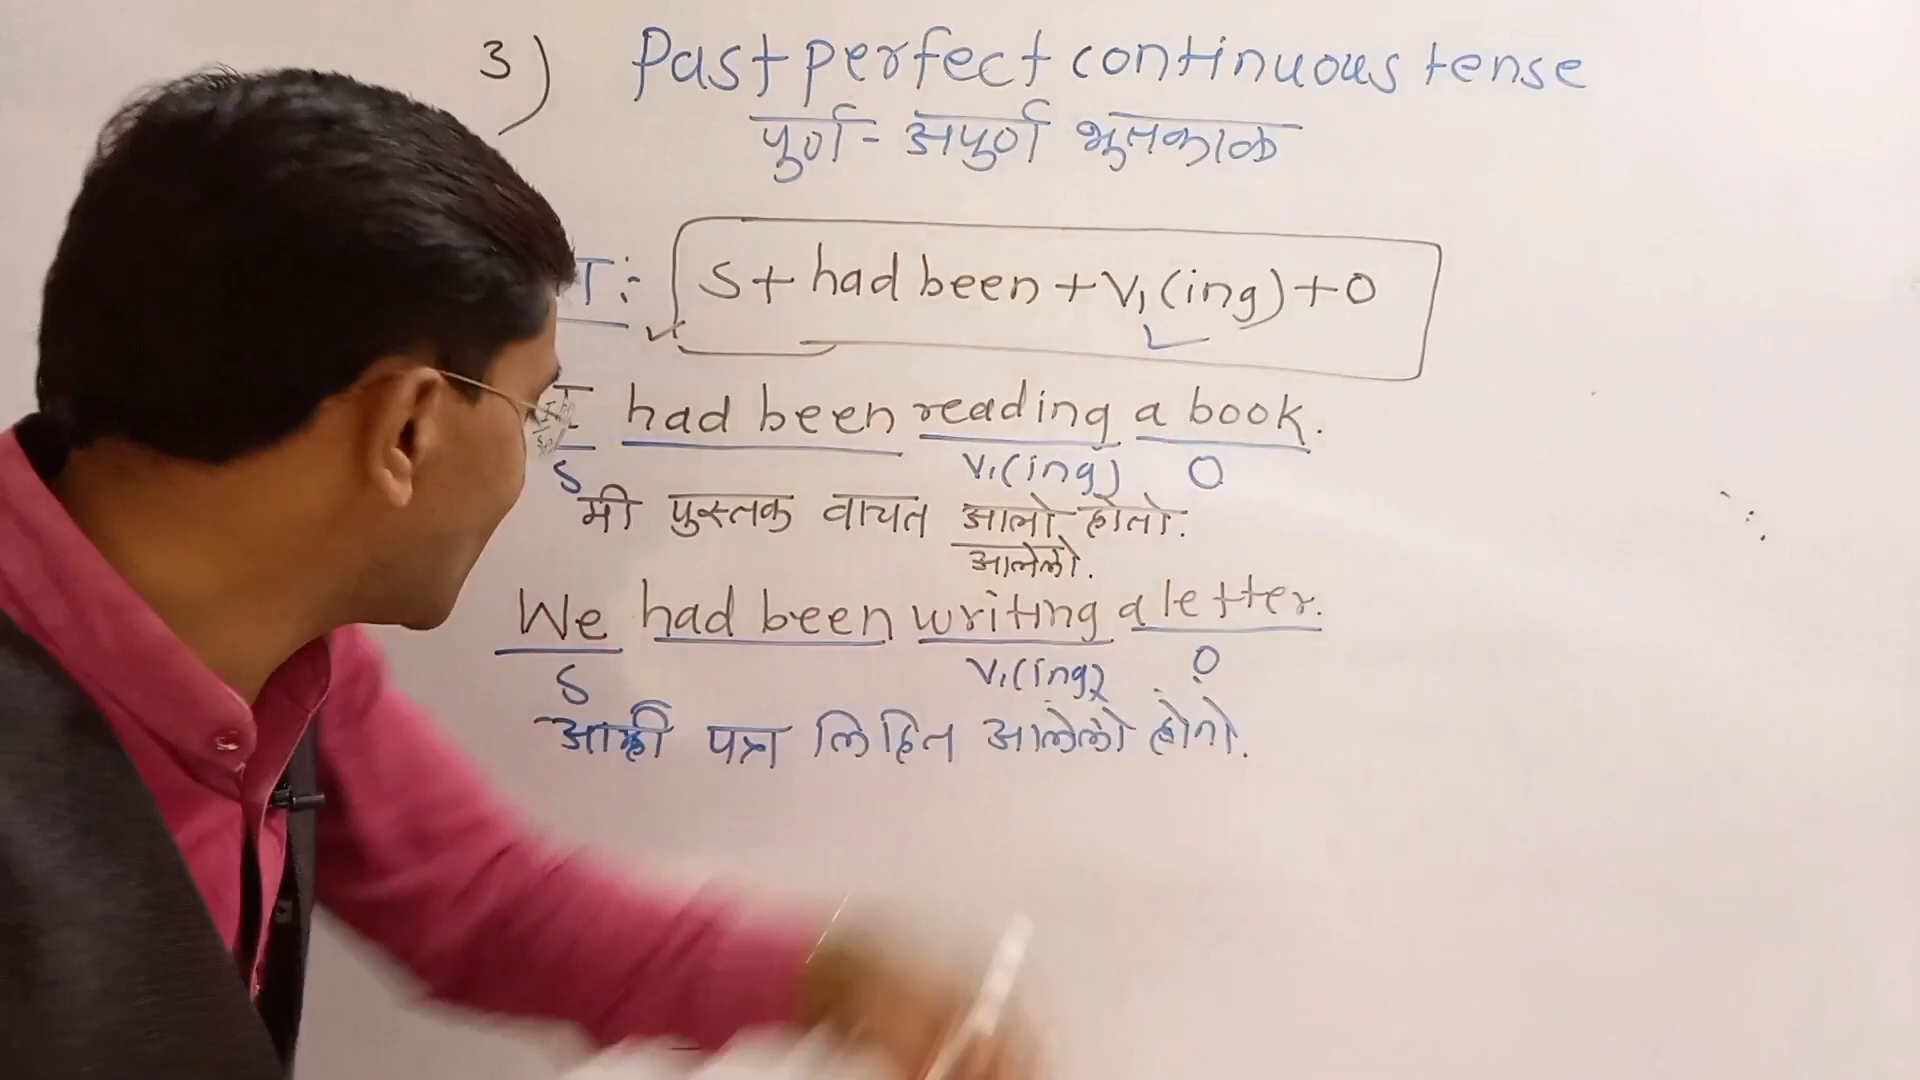 3) Past perfect continuous tense
पुर्ण - अपुर्ण भुतकाळ
T:- S + had been + V1 (ing) + O
I had been reading a book.
S V1(ing) O
मी पुस्तक वाचत आलो होतो.
आलेलो.
We had been writing a letter.
S V1(ing) O
आम्ही पत्र लिहित आलेलो होतो.